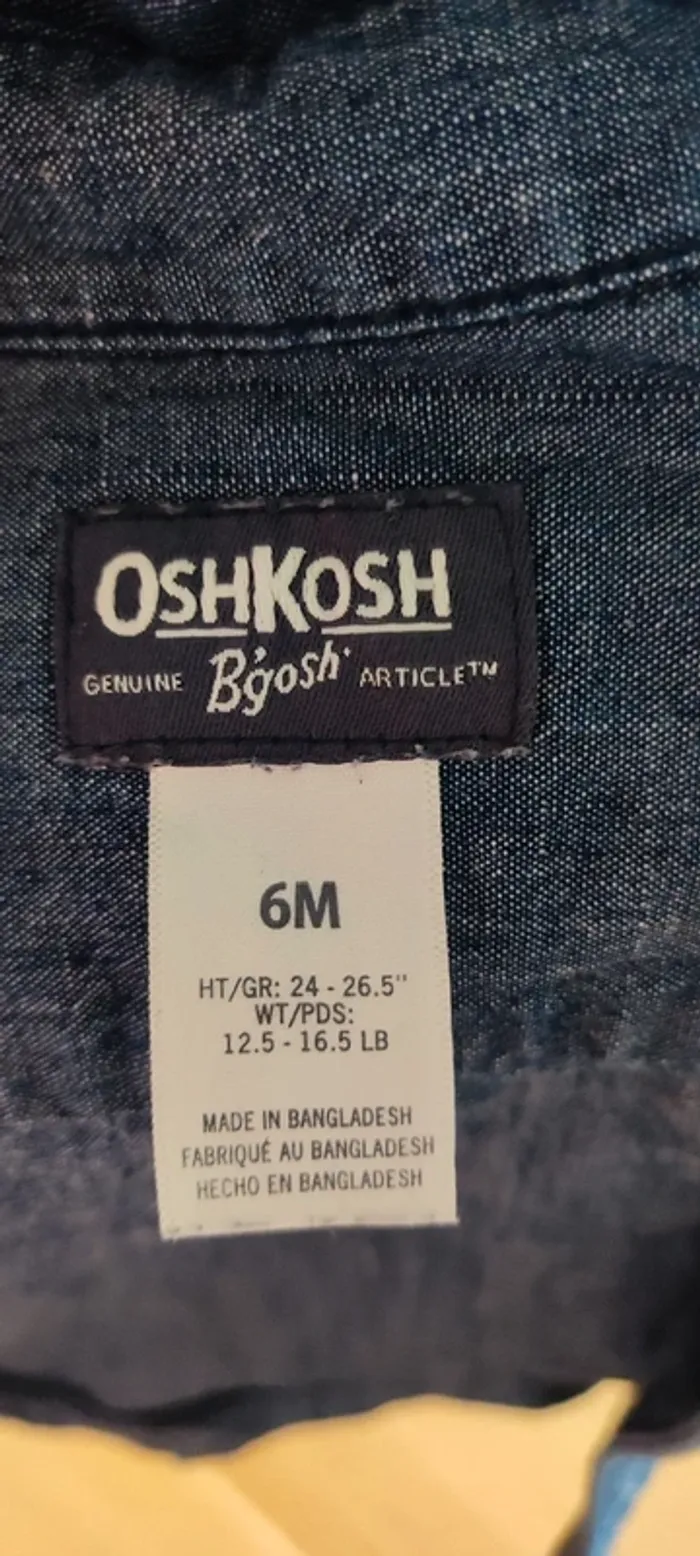 OSHKOSH
GENUINE B'gosh ARTICLE™
6M
HT/GR: 24 - 26.5"
WT/PDS:
12.5 - 16.5 LB
MADE IN BANGLADESH
FABRIQUÉ AU BANGLADESH
HECHO EN BANGLADESH